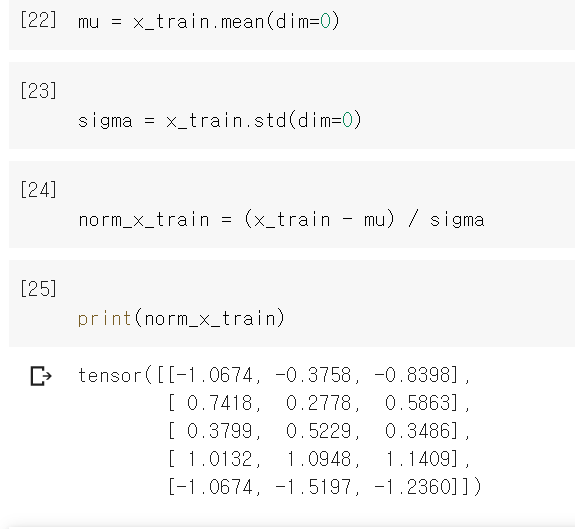 [22] mu = x_train.mean(dim=0)
[23]
sigma = x_train.std(dim=0)
[24]
norm_x_train = (x_train - mu) / sigma
[25]
print(norm_x_train)
tensor([[-1.0674, -0.3758, -0.8398],
[ 0.7418, 0.2778, 0.5863],
[ 0.3799, 0.5229, 0.3486],
[ 1.0132, 1.0948, 1.1409],
[-1.0674, -1.5197, -1.2360]])